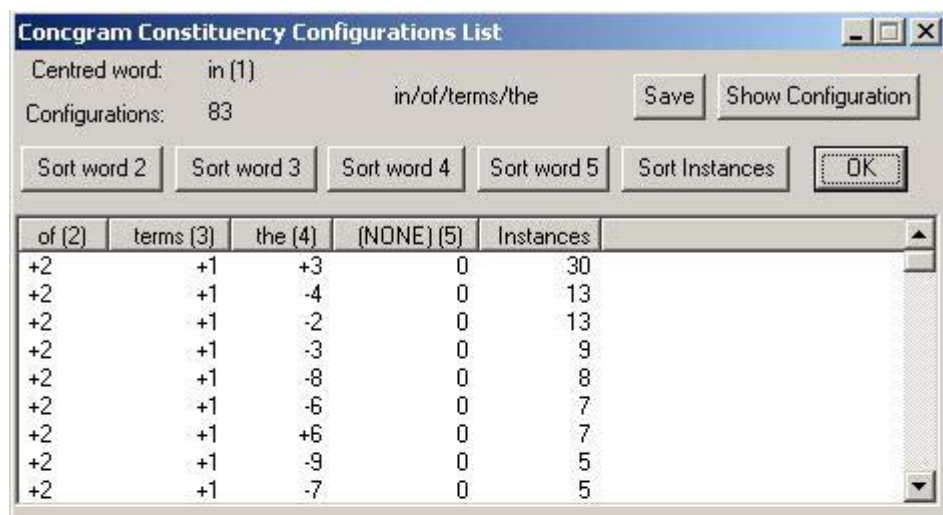 Concgram Constituency Configurations List
Centred word: in (1)
in/of/terms/the Save Show Configuration
Configurations: 83
Sort word 2 Sort word 3 Sort word 4 Sort word 5 Sort Instances OK
of (2) terms (3) the (4) (NONE) (5) Instances
+2 +1 +3 0 30
+2 +1 -4 0 13
+2 +1 -2 0 13
+2 +1 -3 0 9
+2 +1 -8 0 8
+2 +1 -6 0 7
+2 +1 +6 0 7
+2 +1 -9 0 5
+2 +1 -7 0 5